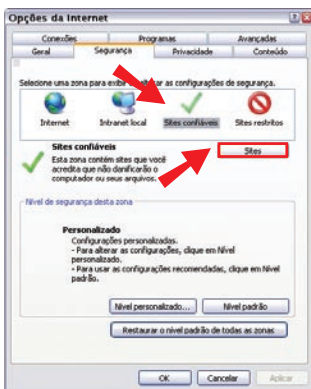 Opções da Internet
Conexões Programas Avançadas
Geral Segurança Privacidade Conteúdo
Selecione uma zona para exibir alterar as configurações de segurança.
Internet Intranet local Sites confiáveis Sites restritos
Sites confiáveis
Sites
Esta zona contém sites que você
acredita que não danificarão o
computador ou seus arquivos.
Nível de segurança desta zona
Personalizado
Configurações personalizadas.
- Para alterar as configurações, clique em Nível
personalizado.
- Para usar as configurações recomendadas, clique em Nível
padrão.
Nível personalizado... Nível padrão
Restaurar o nível padrão de todas as zonas
OK Cancelar Aplicar